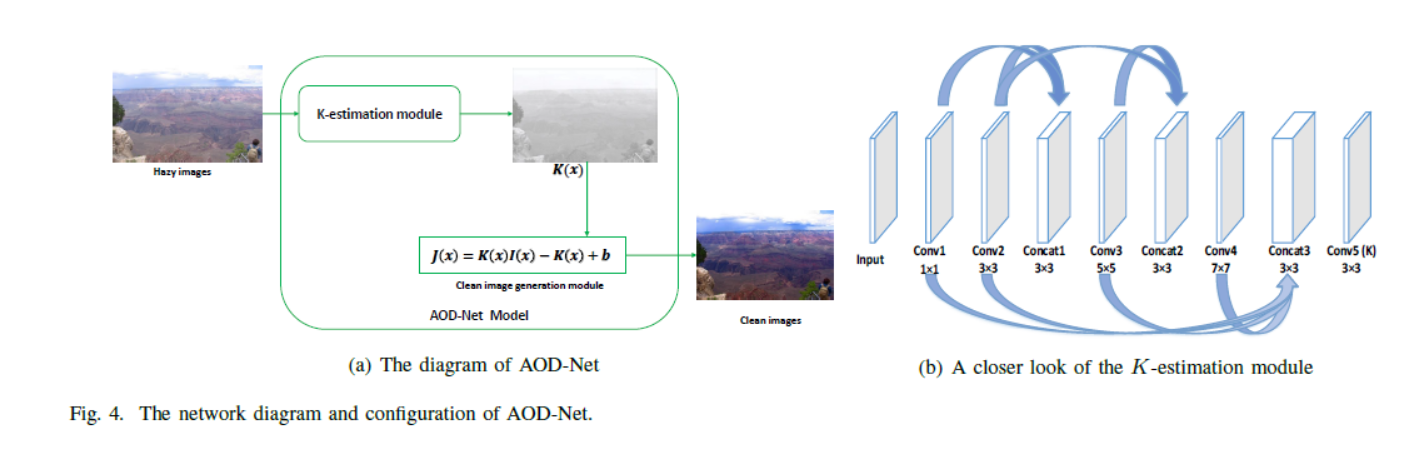 K-estimation module
Hazy images
K(x)
J(x) = K(x)I(x) − K(x) + b
Clean image generation module
AOD-Net Model
Clean images
(a) The diagram of AOD-Net
Input
Conv1
1×1
Conv2
3×3
Concat1
3×3
Conv3
5×5
Concat2
3×3
Conv4
7×7
Concat3
3×3
Conv5 (K)
3×3
(b) A closer look of the K-estimation module
Fig. 4. The network diagram and configuration of AOD-Net.